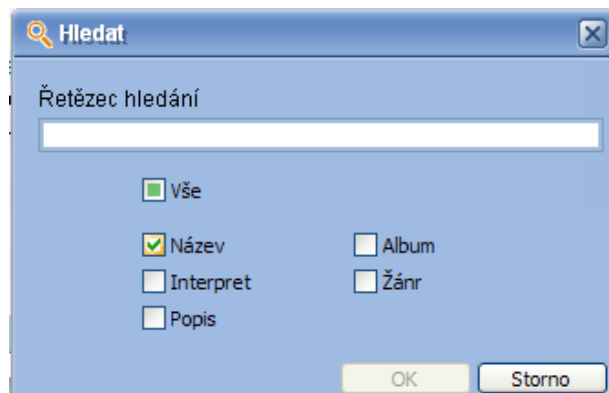 Hledat
Řetězec hledání
Vše
Název Album
Interpret Žánr
Popis
OK Storno